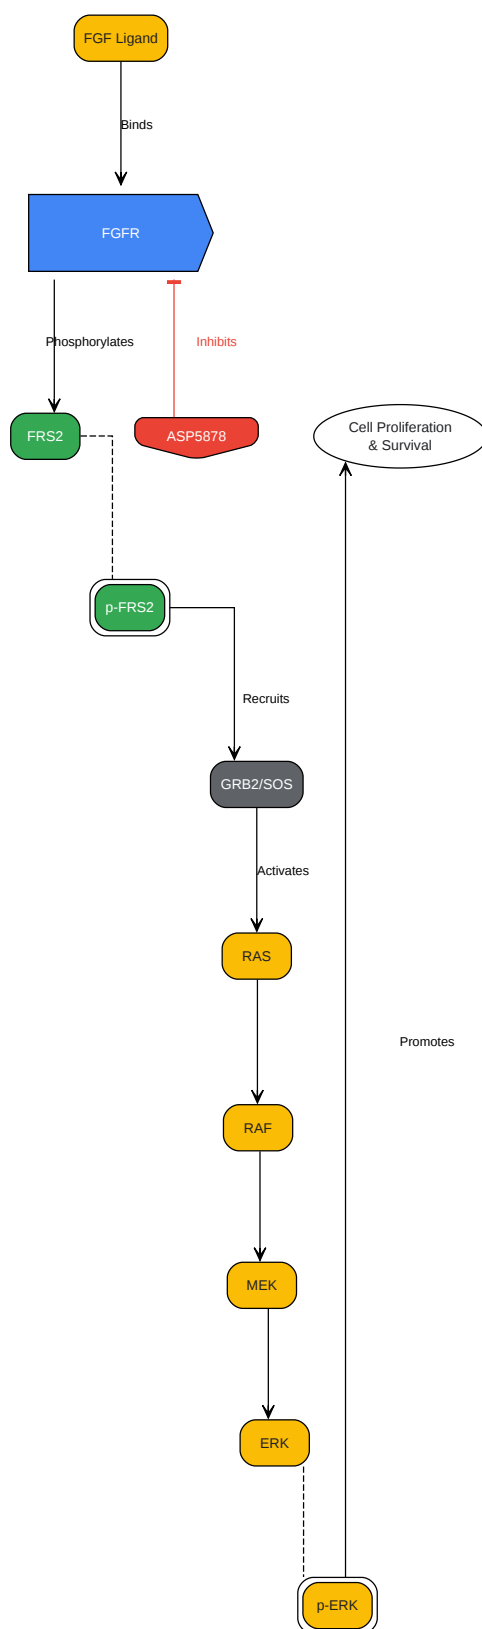 FGF Ligand
Binds
FGFR
Phosphorylates
Inhibits
FRS2
ASP5878
Cell Proliferation
& Survival
p-FRS2
Recruits
GRB2/SOS
Activates
RAS
Promotes
RAF
MEK
ERK
p-ERK